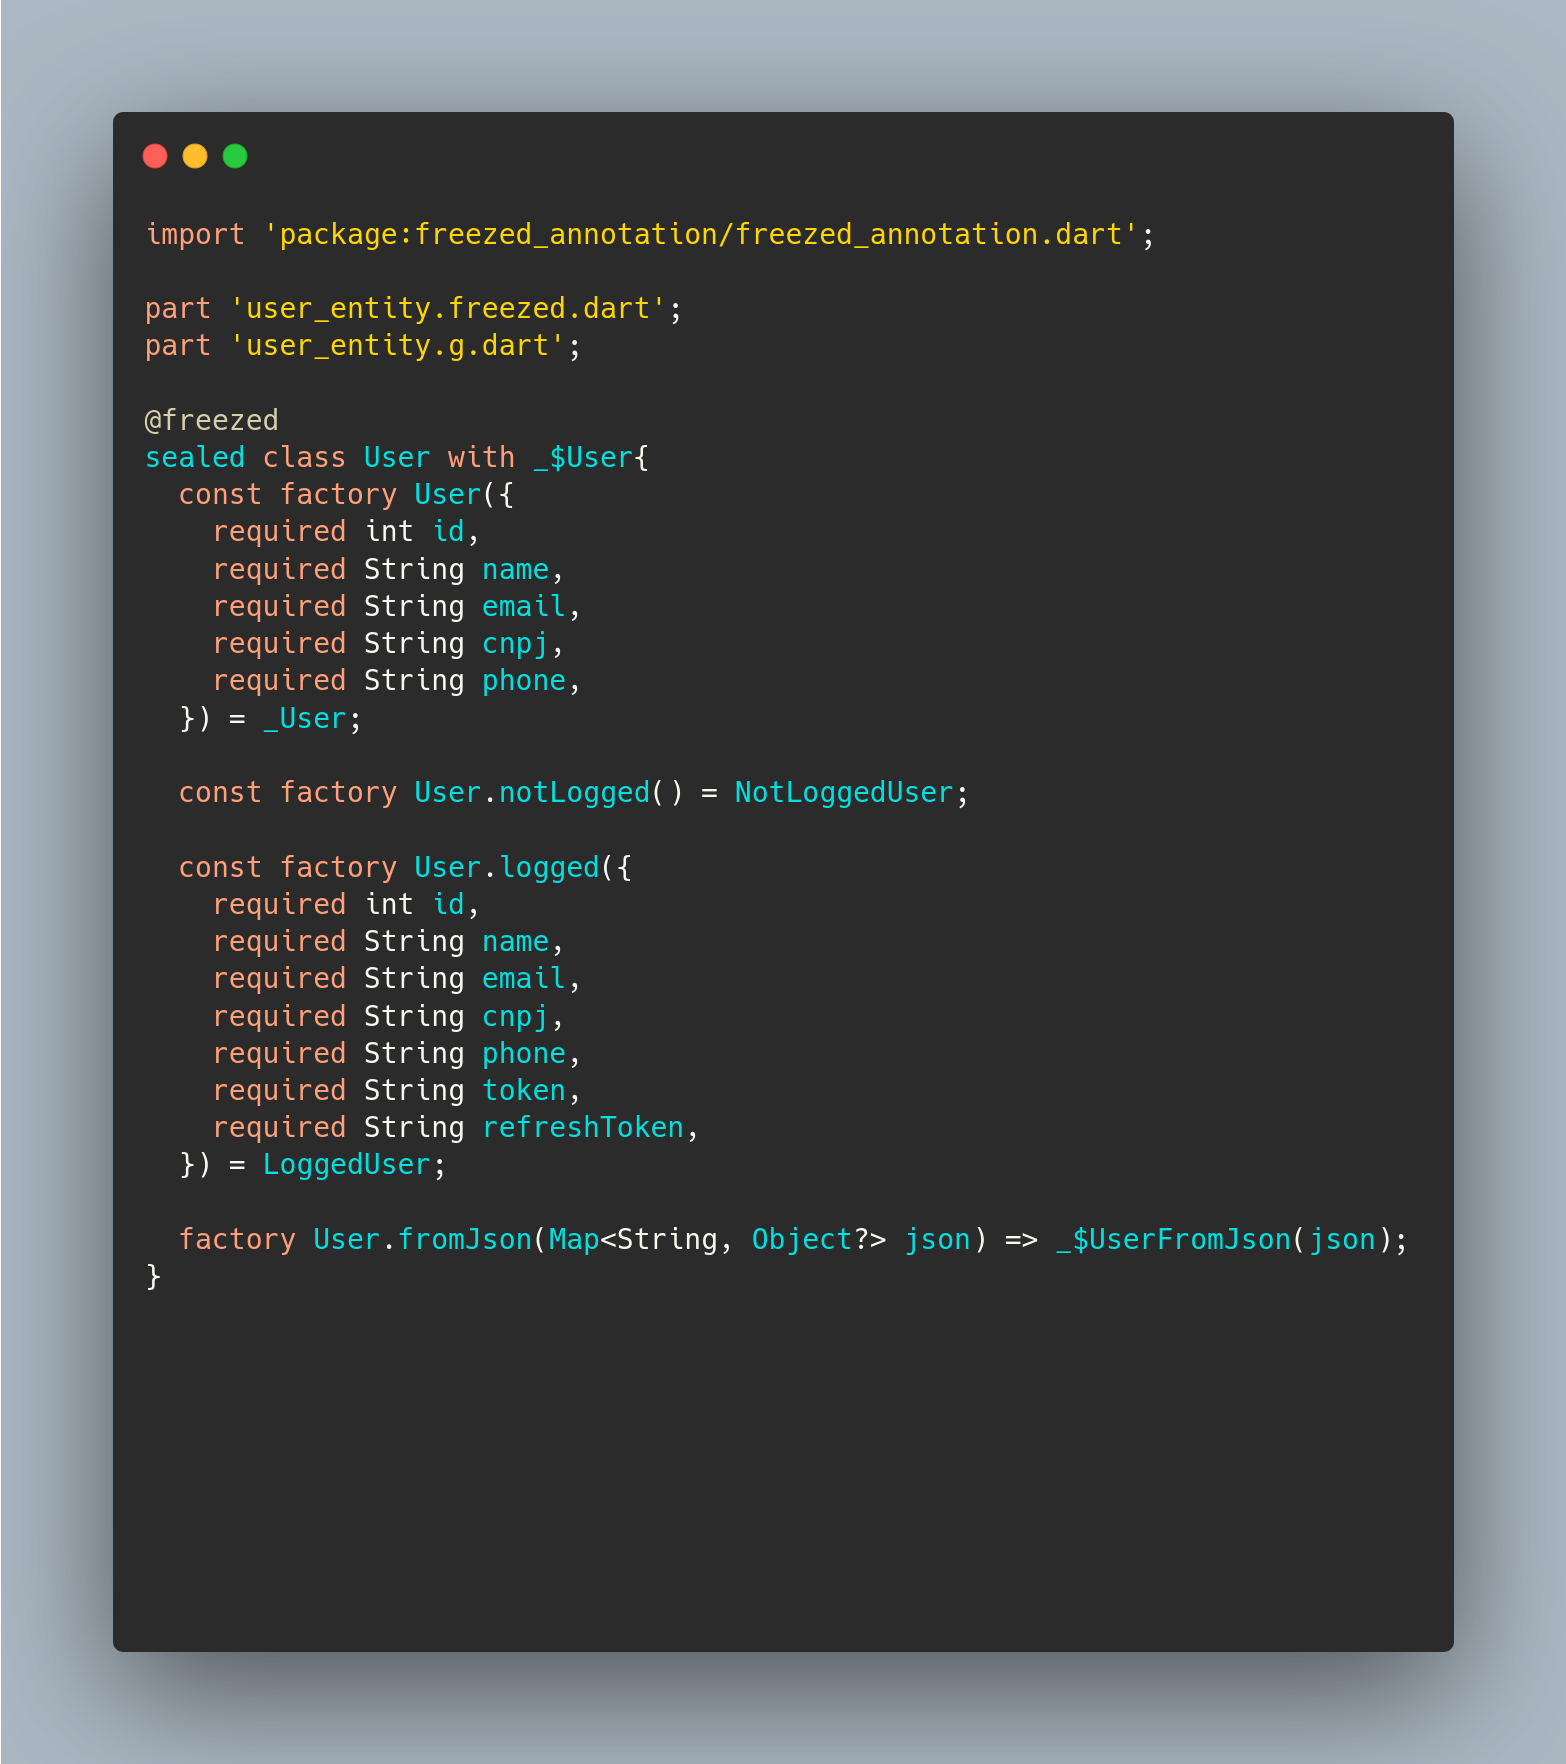 import 'package:freezed_annotation/freezed_annotation.dart';

part 'user_entity.freezed.dart';
part 'user_entity.g.dart';

@freezed
sealed class User with _$User{
  const factory User({
    required int id,
    required String name,
    required String email,
    required String cnpj,
    required String phone,
  }) = _User;

  const factory User.notLogged() = NotLoggedUser;

  const factory User.logged({
    required int id,
    required String name,
    required String email,
    required String cnpj,
    required String phone,
    required String token,
    required String refreshToken,
  }) = LoggedUser;

  factory User.fromJson(Map<String, Object?> json) => _$UserFromJson(json);
}